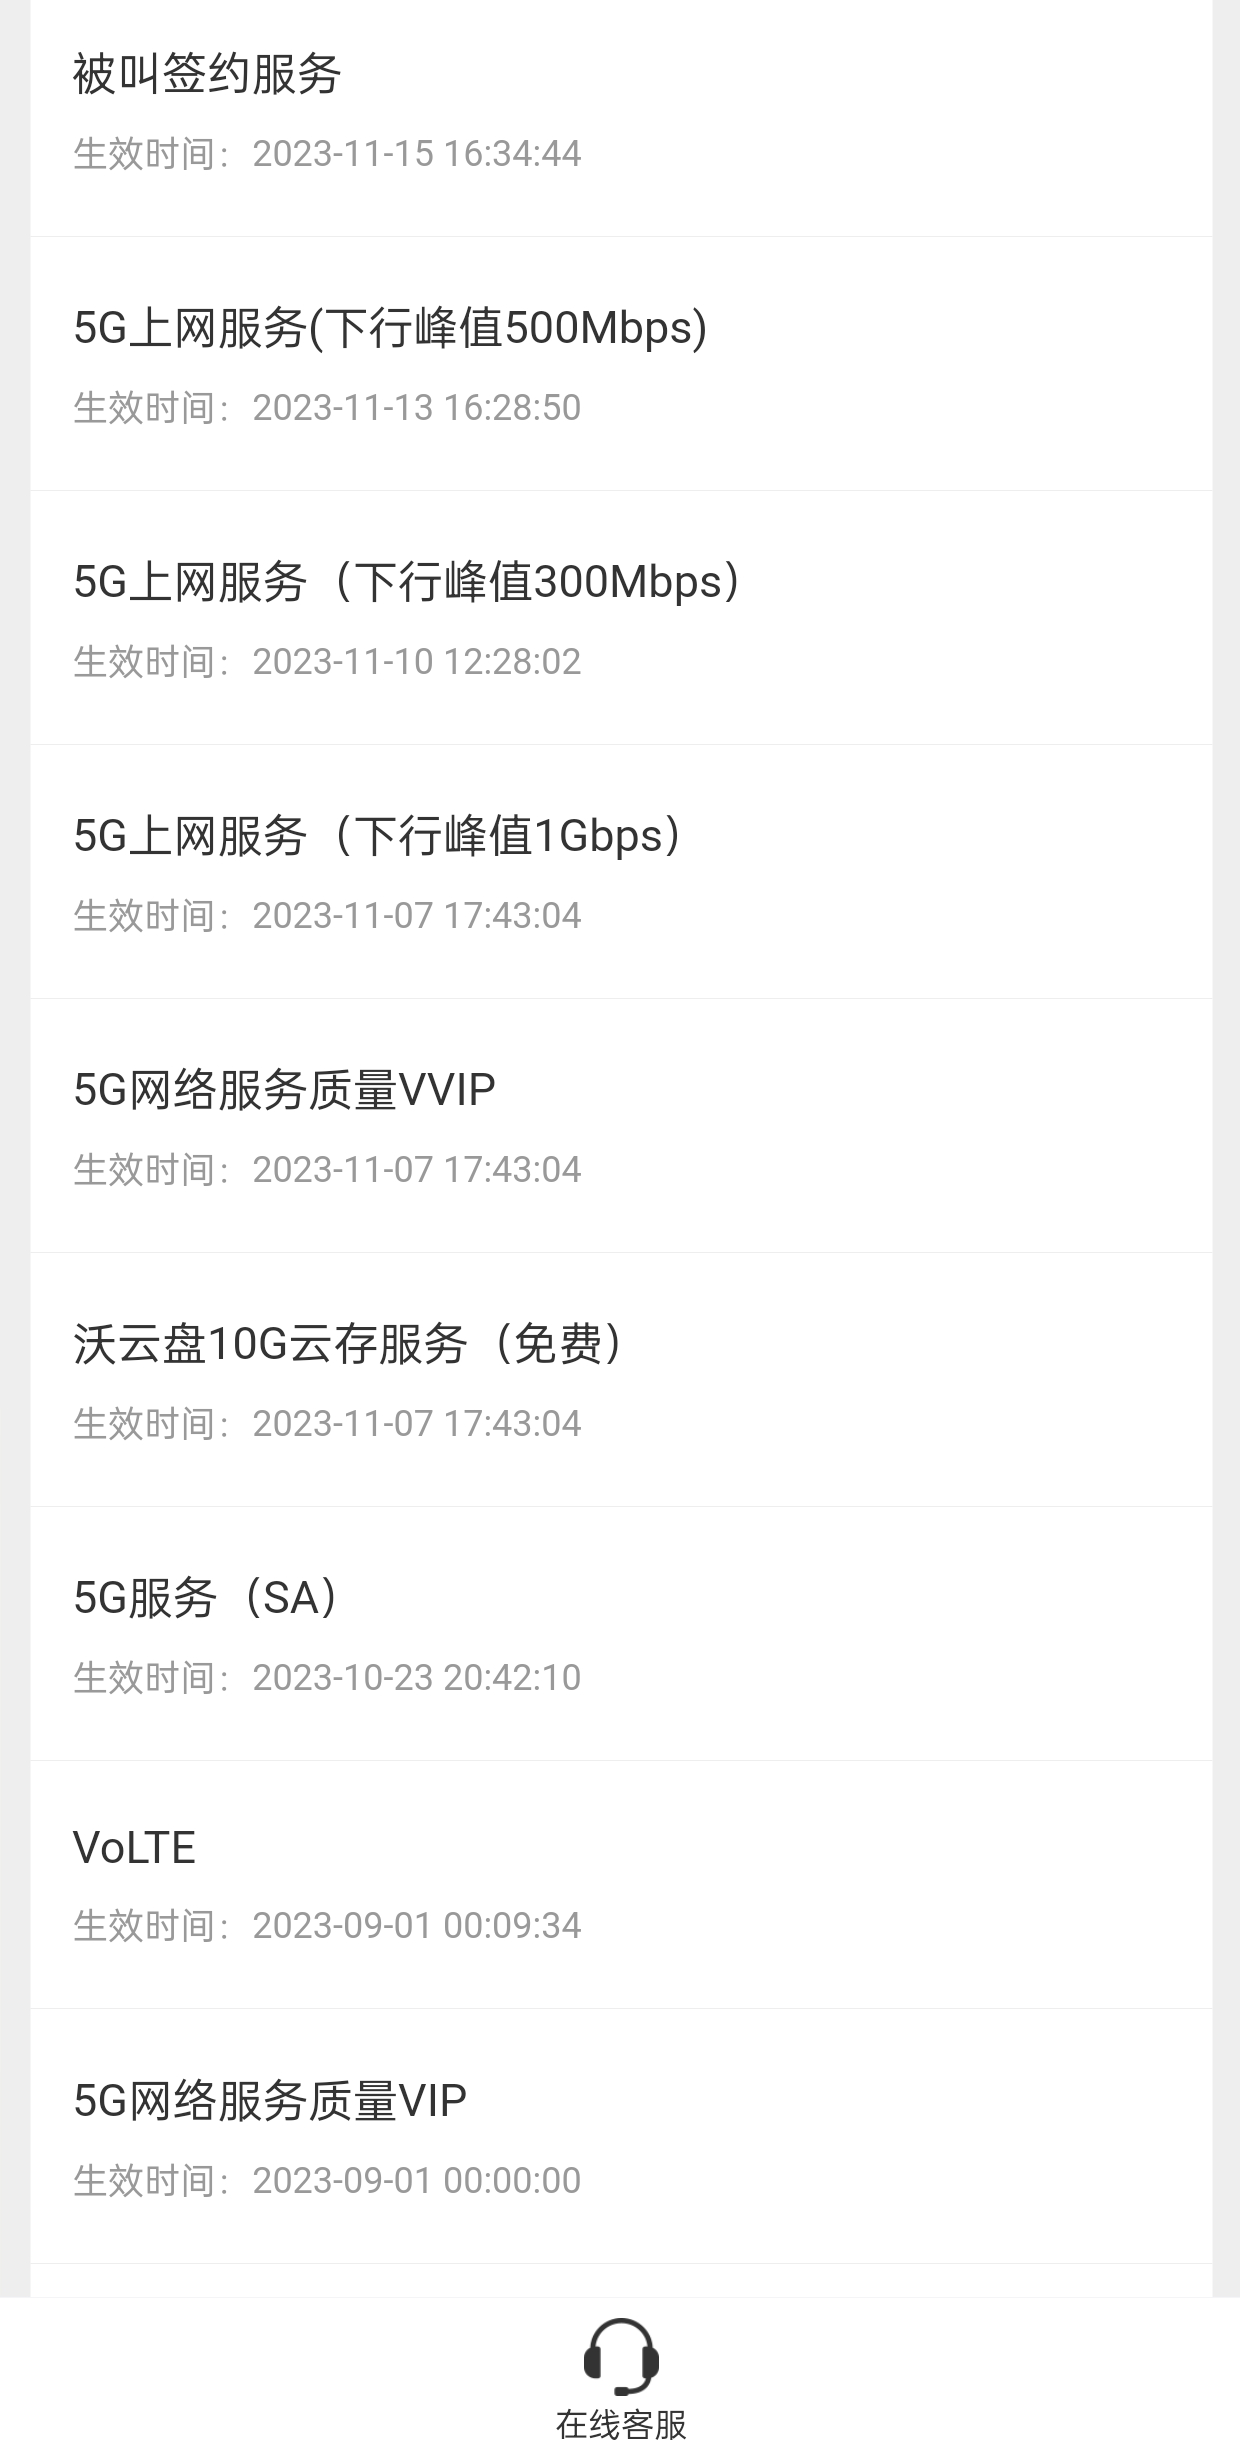 被叫签约服务
生效时间：2023-11-15 16:34:44
5G上网服务(下行峰值500Mbps)
生效时间：2023-11-13 16:28:50
5G上网服务（下行峰值300Mbps）
生效时间：2023-11-10 12:28:02
5G上网服务（下行峰值1Gbps）
生效时间：2023-11-07 17:43:04
5G网络服务质量VVIP
生效时间：2023-11-07 17:43:04
沃云盘10G云存服务（免费）
生效时间：2023-11-07 17:43:04
5G服务（SA）
生效时间：2023-10-23 20:42:10
VoLTE
生效时间：2023-09-01 00:09:34
5G网络服务质量VIP
生效时间：2023-09-01 00:00:00
在线客服